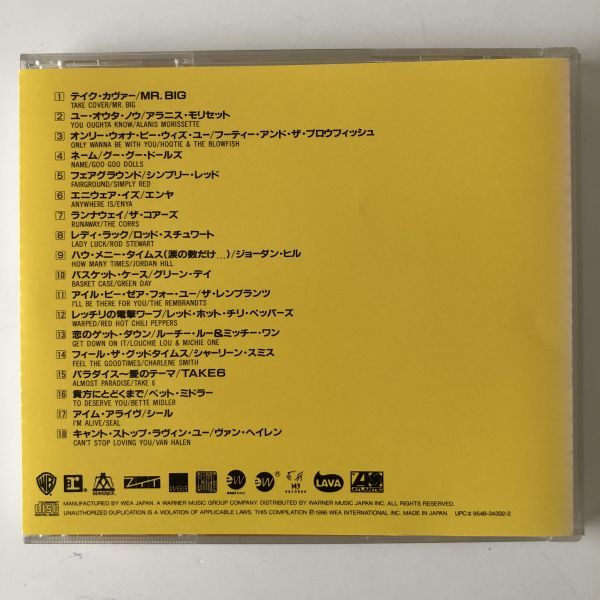 1 テイク・カヴァー/MR. BIG
TAKE COVER/MR. BIG
2 ユー・オウタ・ノウ/アラニス・モリセット
YOU OUGHTA KNOW/ALANIS MORISSETTE
3 オンリー・ウォナ・ビー・ウィズ・ユー/フーティー・アンド・ザ・ブロウフィッシュ
ONLY WANNA BE WITH YOU/HOOTIE & THE BLOWFISH
4 ネーム/グー・グー・ドールズ
NAME/GOO GOO DOLLS
5 フェアグラウンド/シンプリー・レッド
FAIRGROUND/SIMPLY RED
6 エニウェア・イズ/エンヤ
ANYWHERE IS/ENYA
7 ランナウェイ/ザ・コアーズ
RUNAWAY/THE CORRS
8 レディ・ラック/ロッド・スチュワート
LADY LUCK/ROD STEWART
9 ハウ・メニー・タイムス(涙の数だけ…)/ジョーダン・ヒル
HOW MANY TIMES/JORDAN HILL
10 バスケット・ケース/グリーン・デイ
BASKET CASE/GREEN DAY
11 アイル・ビー・ゼア・フォー・ユー/ザ・レンブランツ
I'LL BE THERE FOR YOU/THE REMBRANDTS
12 レッチリの電撃ワープ/レッド・ホット・チリ・ペッパーズ
WARPED/RED HOT CHILI PEPPERS
13 恋のゲット・ダウン/ルーチー・ルー&ミッチー・ワン
GET DOWN ON IT/LOUCHIE LOU & MICHIE ONE
14 フィール・ザ・グッドタイムス/シャーリーン・スミス
FEEL THE GOODTIMES/CHARLENE SMITH
15 パラダイス〜愛のテーマ/TAKE6
ALMOST PARADISE/TAKE 6
16 貴方にとどくまで/ベット・ミドラー
TO DESERVE YOU/BETTE MIDLER
17 アイム・アライヴ/シール
I'M ALIVE/SEAL
18 キャント・ストップ・ラヴィン・ユー/ヴァン・ヘイレン
CAN'T STOP LOVING YOU/VAN HALEN
143 RECORDS LAVA ATLANTIC
MANUFACTURED BY WEA JAPAN. A WARNER MUSIC GROUP COMPANY. DISTRIBUTED BY WARNER MUSIC JAPAN INC. ALL RIGHTS RESERVED.
UNAUTHORIZED DUPLICATION IS A VIOLATION OF APPLICABLE LAWS. THIS COMPILATION ℗1996 WEA INTERNATIONAL INC. MADE IN JAPAN. UPC# 9548-34332-2